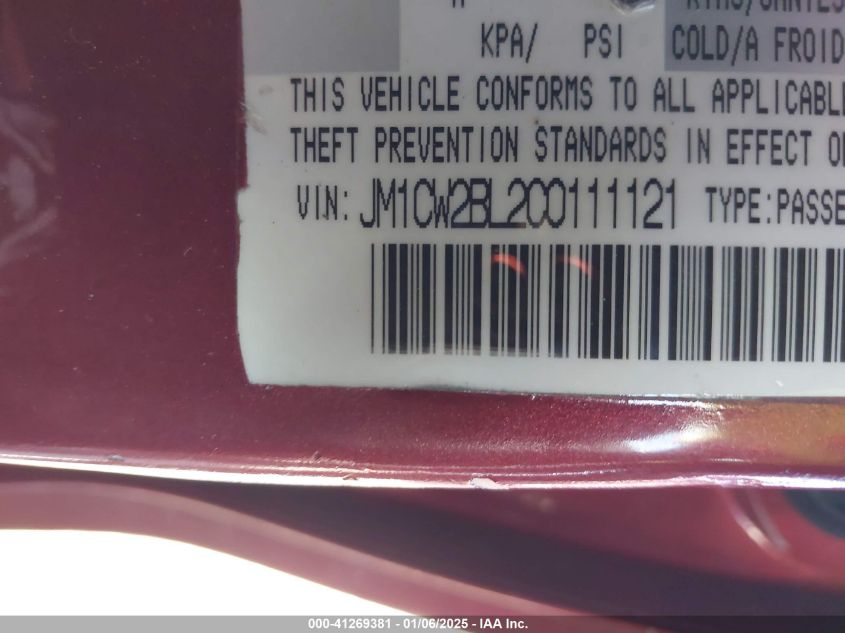 KPA/ PSI COLD/A FROID
THIS VEHICLE CONFORMS TO ALL APPLICABL
THEFT PREVENTION STANDARDS IN EFFECT O
VIN: JM1CW2BL2C0111121 TYPE:PASSE
000-41269381 - 01/06/2025 - IAA Inc.